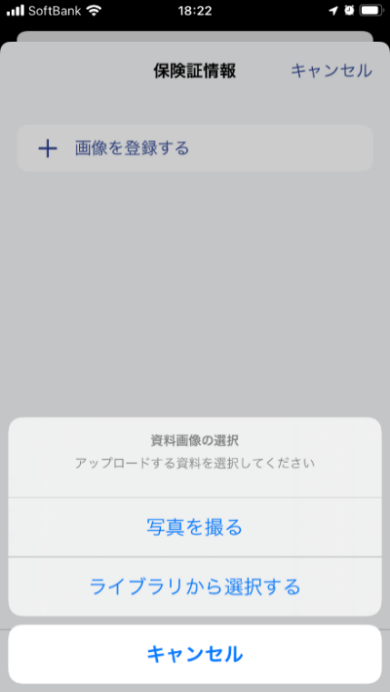 SoftBank 18:22
保険証情報 キャンセル
+ 画像を登録する
資料画像の選択
アップロードする資料を選択してください
写真を撮る
ライブラリから選択する
キャンセル